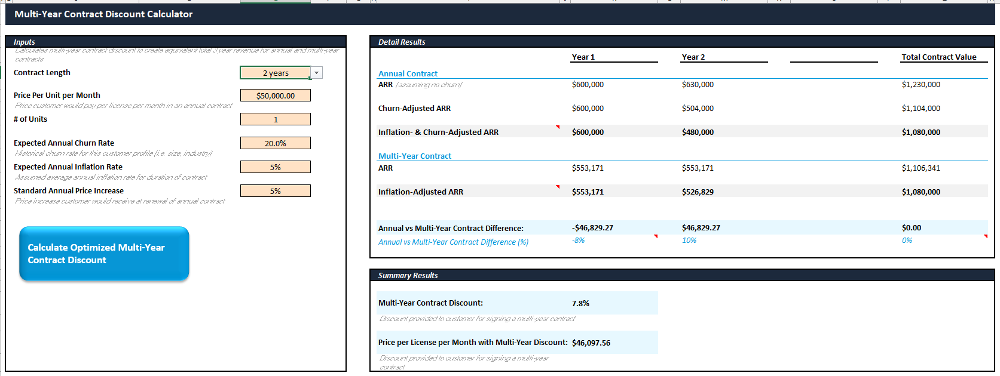 Multi-Year Contract Discount Calculator
Inputs
Calculates multi-year contract discount to create equivalent total 3 year revenue for annual and multi-year
contracts
Contract Length 2 years
Price Per Unit per Month $50,000.00
Price customer would pay per license per month in an annual contract
# of Units 1
Expected Annual Churn Rate 20.0%
Historical churn rate for this customer profile (i.e. size, industry)
Expected Annual Inflation Rate 5%
Assumed average annual inflation rate for duration of contract
Standard Annual Price Increase 5%
Price increase customer would receive at renewal of annual contract
Calculate Optimized Multi-Year
Contract Discount
Detail Results
Year 1 Year 2 Total Contract Value
Annual Contract
ARR (assuming no churn) $600,000 $630,000 $1,230,000
Churn-Adjusted ARR $600,000 $504,000 $1,104,000
Inflation- & Churn-Adjusted ARR $600,000 $480,000 $1,080,000
Multi-Year Contract
ARR $553,171 $553,171 $1,106,341
Inflation-Adjusted ARR $553,171 $526,829 $1,080,000
Annual vs Multi-Year Contract Difference: -$46,829.27 $46,829.27 $0.00
Annual vs Multi-Year Contract Difference (%) -8% 10% 0%
Summary Results
Multi-Year Contract Discount: 7.8%
Discount provided to customer for signing a multi-year contract
Price per License per Month with Multi-Year Discount: $46,097.56
Discount provided to customer for signing a multi-year
contract